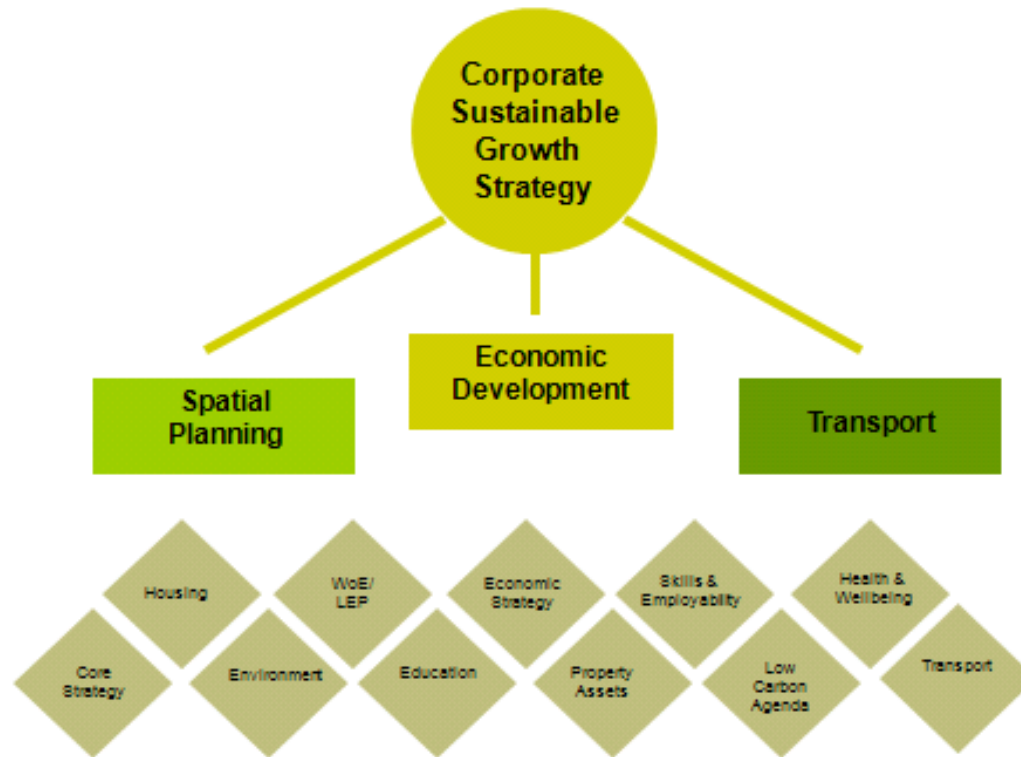 Corporate
Sustainable
Growth
Strategy
Economic
Development
Spatial
Planning
Transport
Housing
WoE/
LEP
Economic
Strategy
Skills &
Employability
Health &
Wellbeing
Core
Strategy
Environment
Education
Property
Assets
Low
Carbon
Agenda
Transport